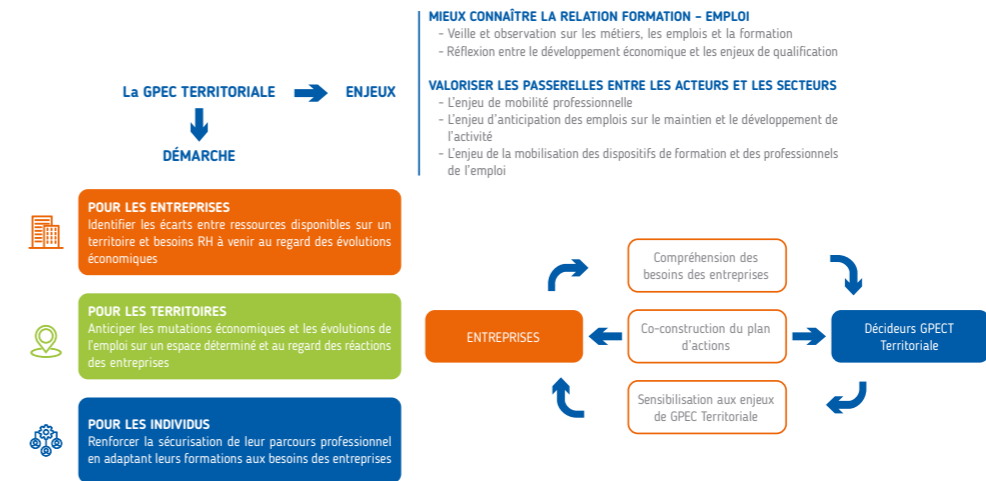 La GPEC TERRITORIALE
ENJEUX
DÉMARCHE
MIEUX CONNAÎTRE LA RELATION FORMATION – EMPLOI
- Veille et observation sur les métiers, les emplois et la formation
- Réflexion entre le développement économique et les enjeux de qualification
VALORISER LES PASSERELLES ENTRE LES ACTEURS ET LES SECTEURS
- L'enjeu de mobilité professionnelle
- L'enjeu d'anticipation des emplois sur le maintien et le développement de
l'activité
- L'enjeu de la mobilisation des dispositifs de formation et des professionnels
de l'emploi
POUR LES ENTREPRISES
Identifier les écarts entre ressources disponibles sur un
territoire et besoins RH à venir au regard des évolutions
économiques
POUR LES TERRITOIRES
Anticiper les mutations économiques et les évolutions de
l'emploi sur un espace déterminé et au regard des réactions
des entreprises
POUR LES INDIVIDUS
Renforcer la sécurisation de leur parcours professionnel
en adaptant leurs formations aux besoins des entreprises
Compréhension des
besoins des entreprises
ENTREPRISES
Co-construction du plan
d'actions
Décideurs GPECT
Territoriale
Sensibilisation aux enjeux
de GPEC Territoriale